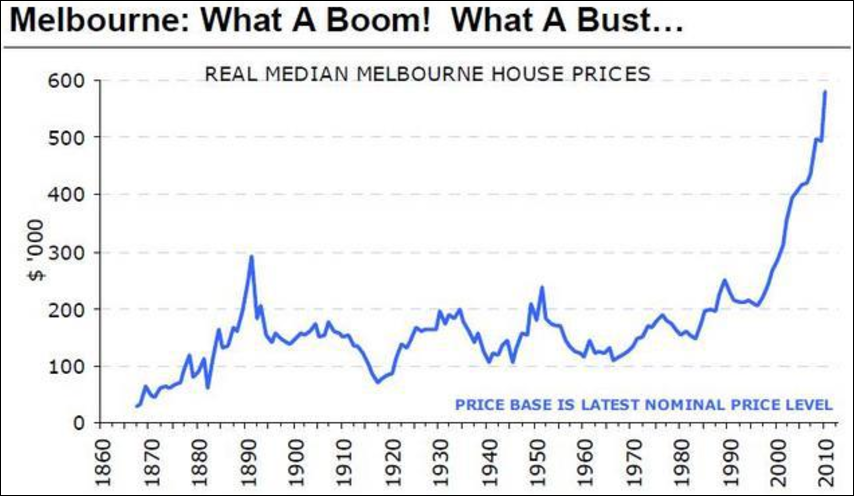 Melbourne: What A Boom!  What A Bust…
REAL MEDIAN MELBOURNE HOUSE PRICES
$ '000
600
500
400
300
200
100
0
PRICE BASE IS LATEST NOMINAL PRICE LEVEL
1860 1870 1880 1890 1900 1910 1920 1930 1940 1950 1960 1970 1980 1990 2000 2010